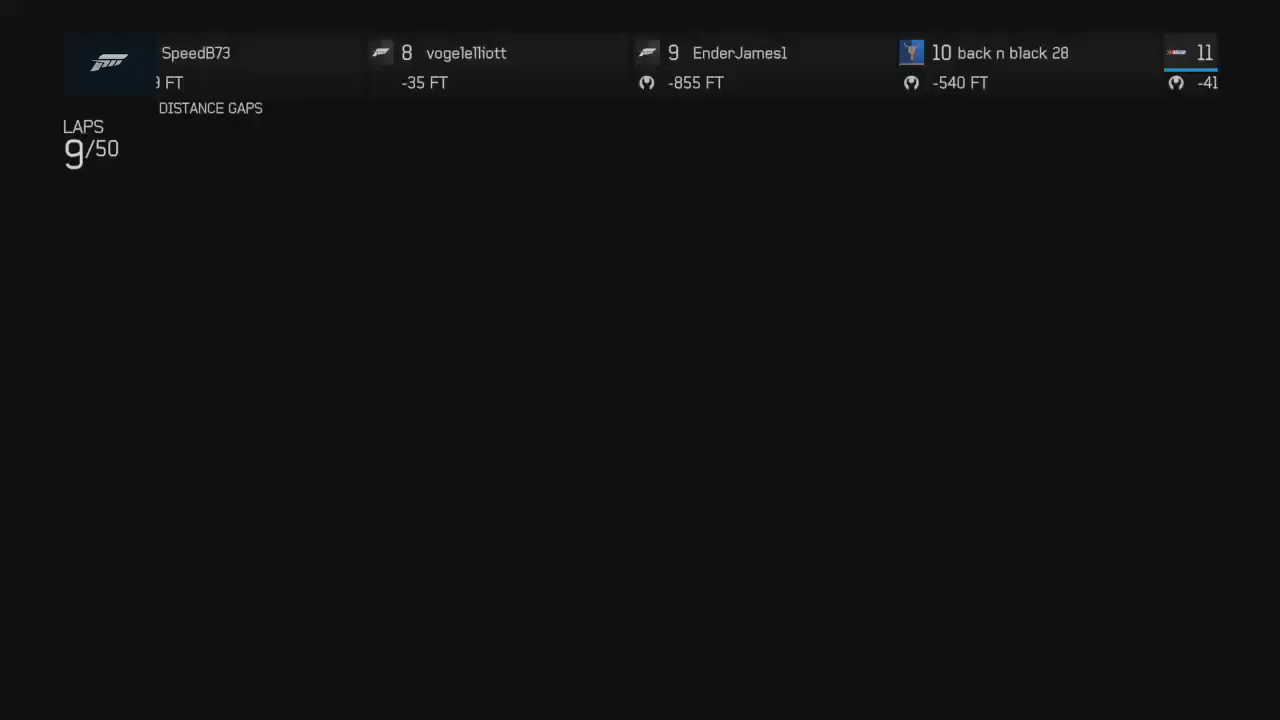 SpeedB73 8 vogelelliott 9 EnderJames1 10 back n black 28 11
FT -35 FT -855 FT -540 FT -41
DISTANCE GAPS
LAPS
9/50